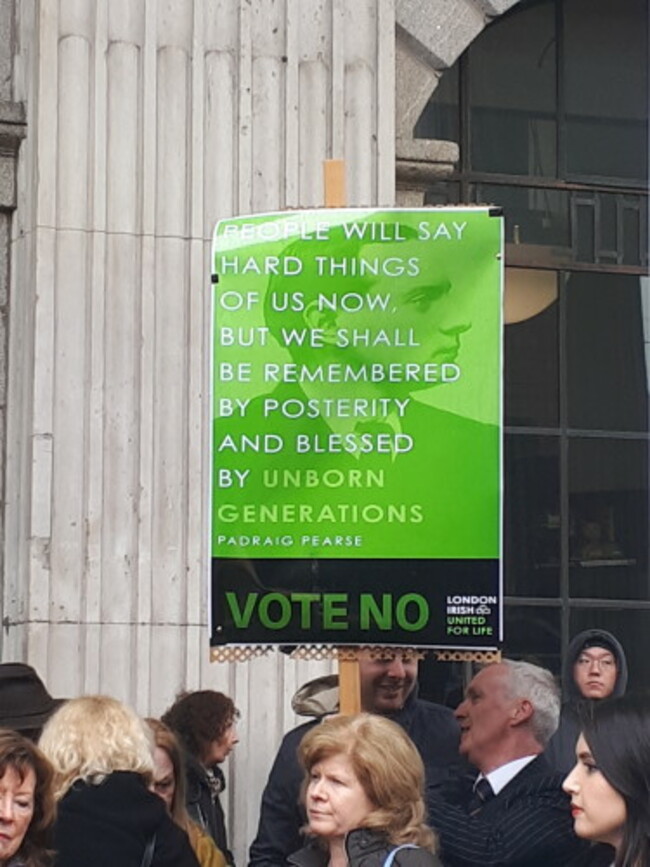 PEOPLE WILL SAY
HARD THINGS
OF US NOW,
BUT WE SHALL
BE REMEMBERED
BY POSTERITY
AND BLESSED
BY UNBORN
GENERATIONS
PADRAIG PEARSE
VOTE NO
LONDON
IRISH
UNITED
FOR LIFE